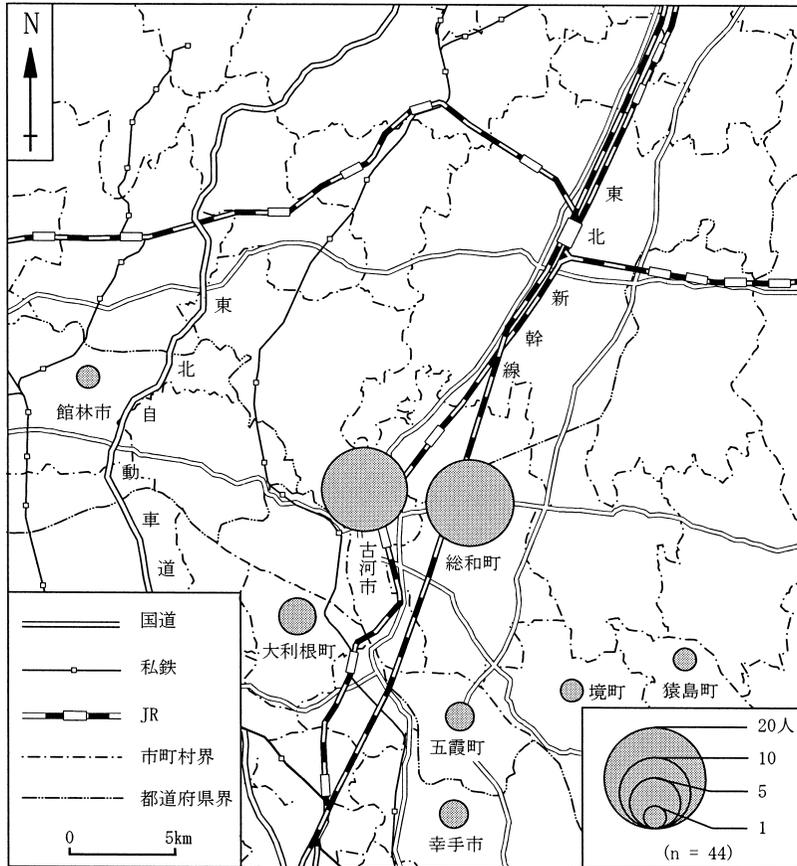 N
東
北
新
幹
線
東
北
自
動
車
道
館林市
古河市
総和町
大利根町
境町
猿島町
五霞町
幸手市
国道
私鉄
JR
市町村界
都道府県界
0 5km
20人
10
5
1
(n = 44)